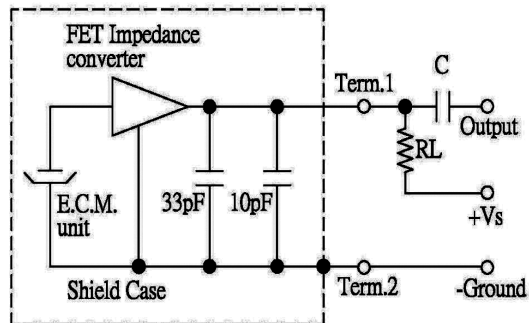 FET Impedance
converter
Term.1
C
Output
RL
+Vs
E.C.M.
unit
33pF
10pF
Shield Case
Term.2
-Ground